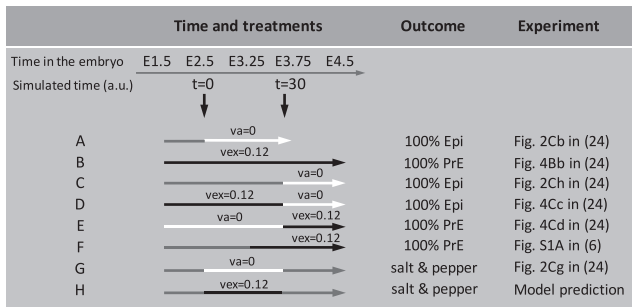 Time and treatments Outcome Experiment
Time in the embryo E1.5 E2.5 E3.25 E3.75 E4.5
Simulated time (a.u.) t=0 t=30
A va=0 100% Epi Fig. 2Cb in (24)
B vex=0.12 100% PrE Fig. 4Bb in (24)
C va=0 100% Epi Fig. 2Ch in (24)
D vex=0.12 va=0 100% Epi Fig. 4Cc in (24)
E va=0 vex=0.12 100% PrE Fig. 4Cd in (24)
F vex=0.12 100% PrE Fig. S1A in (6)
G va=0 salt & pepper Fig. 2Cg in (24)
H vex=0.12 salt & pepper Model prediction